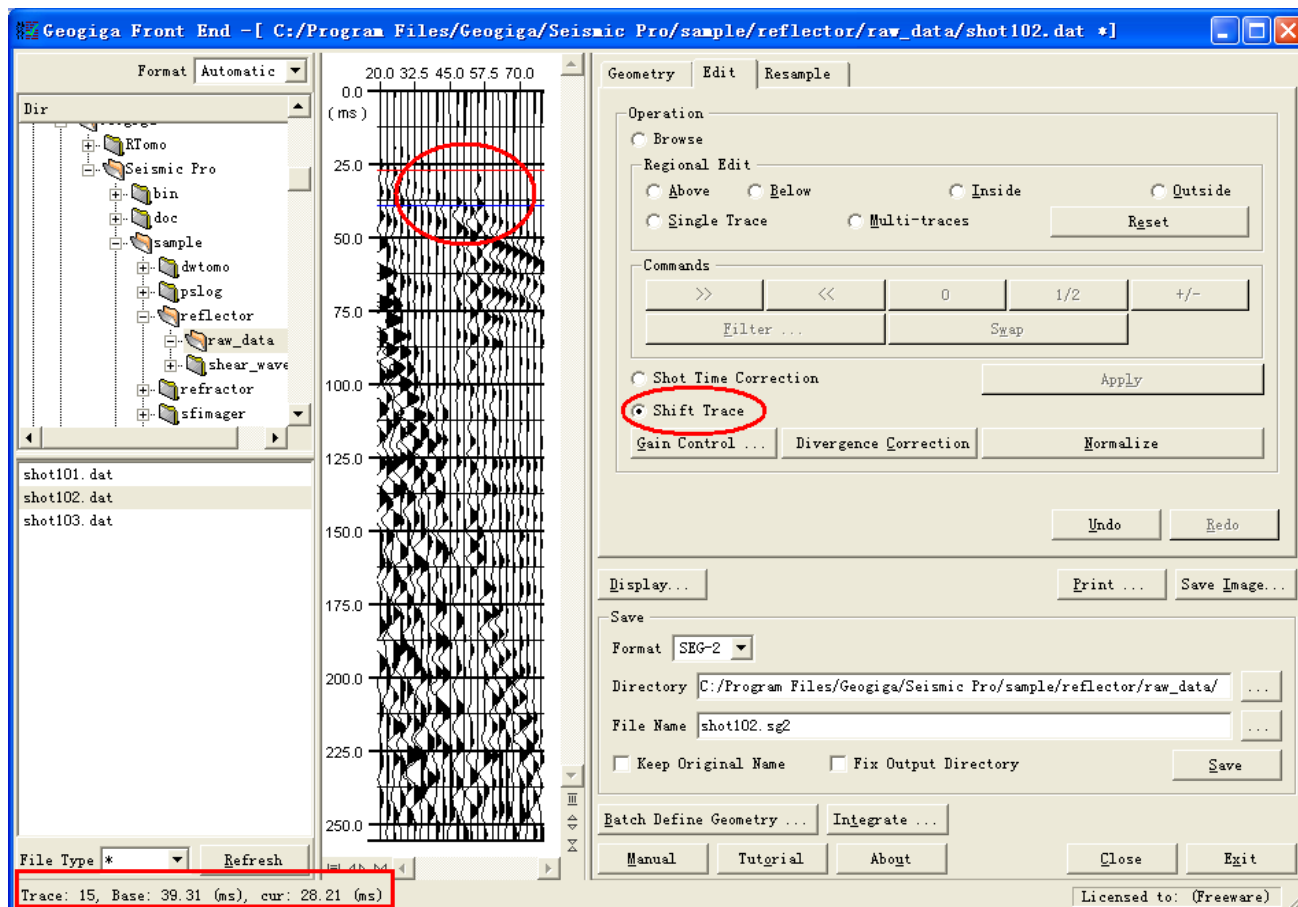 Geogiga Front End -[ C:/Program Files/Geogiga/Seismic Pro/sample/reflector/raw_data/shot102.dat *]
Format Automatic
Dir
RTomo
Seismic Pro
bin
doc
sample
dwtomo
pslog
reflector
raw_data
shear_wave
refractor
sfimager
shot101.dat
shot102.dat
shot103.dat
File Type * Refresh
20.0 32.5 45.0 57.5 70.0
0.0
(ms)
25.0
50.0
75.0
100.0
125.0
150.0
175.0
200.0
225.0
250.0
Geometry Edit Resample
Operation
Browse
Regional Edit
Above Below Inside Outside
Single Trace Multi-traces Reset
Commands
>> << 0 1/2 +/-
Filter ... Swap
Shot Time Correction Apply
Shift Trace
Gain Control ... Divergence Correction Normalize
Undo Redo
Display... Print ... Save Image...
Save
Format SEG-2
Directory C:/Program Files/Geogiga/Seismic Pro/sample/reflector/raw_data/ ...
File Name shot102.sg2 ...
Keep Original Name Fix Output Directory Save
Batch Define Geometry ... Integrate ...
Manual Tutorial About Close Exit
Trace: 15, Base: 39.31 (ms), cur: 28.21 (ms)
Licensed to: (Freeware)